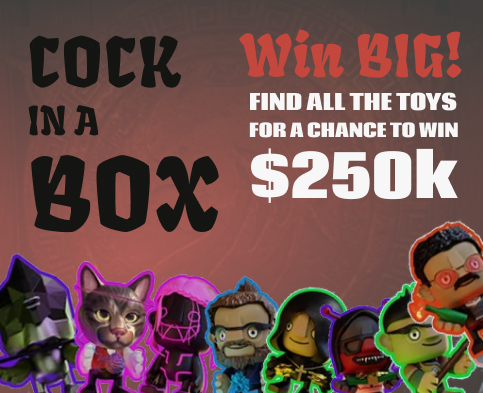 COCK
IN A
BOX
Win BIG!
FIND ALL THE TOYS
FOR A CHANCE TO WIN
$250k